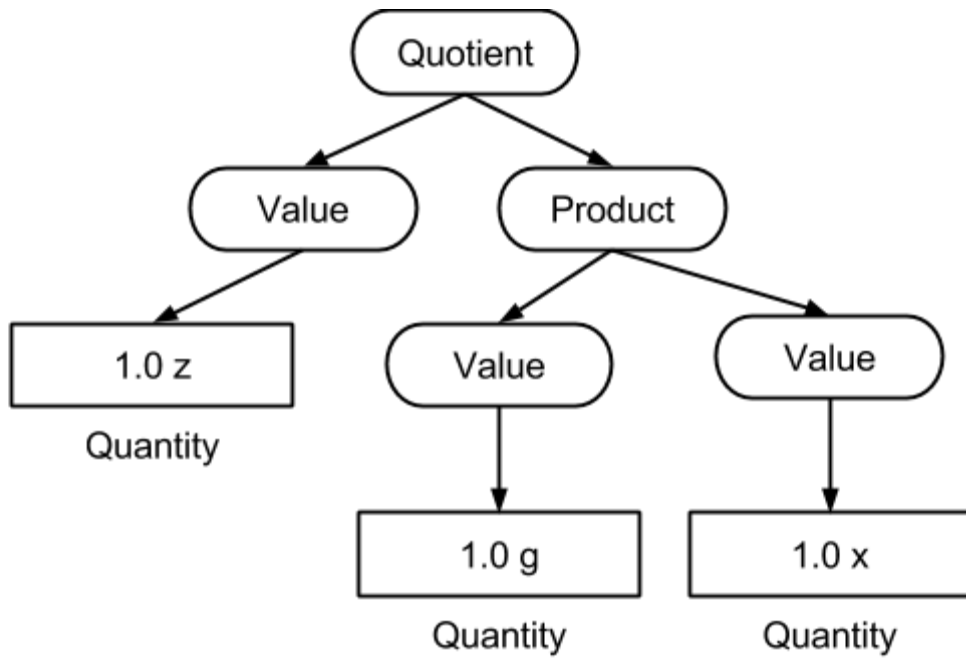 Quotient
Value
Product
1.0 z
Quantity
Value
Value
1.0 g
1.0 x
Quantity
Quantity